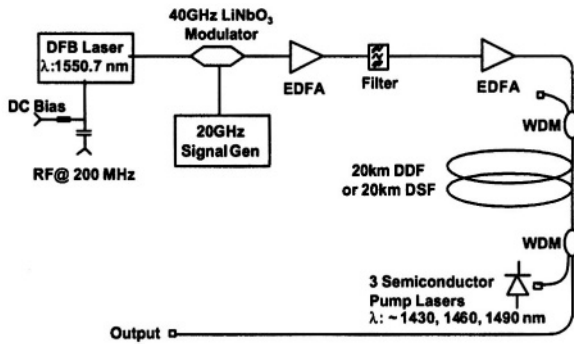 40GHz LiNbO₃
Modulator
DFB Laser
λ:1550.7 nm
EDFA
Filter
EDFA
DC Bias
WDM
20GHz
Signal Gen
RF@ 200 MHz
20km DDF
or 20km DSF
WDM
3 Semiconductor
Pump Lasers
λ: ~ 1430, 1460, 1490 nm
Output